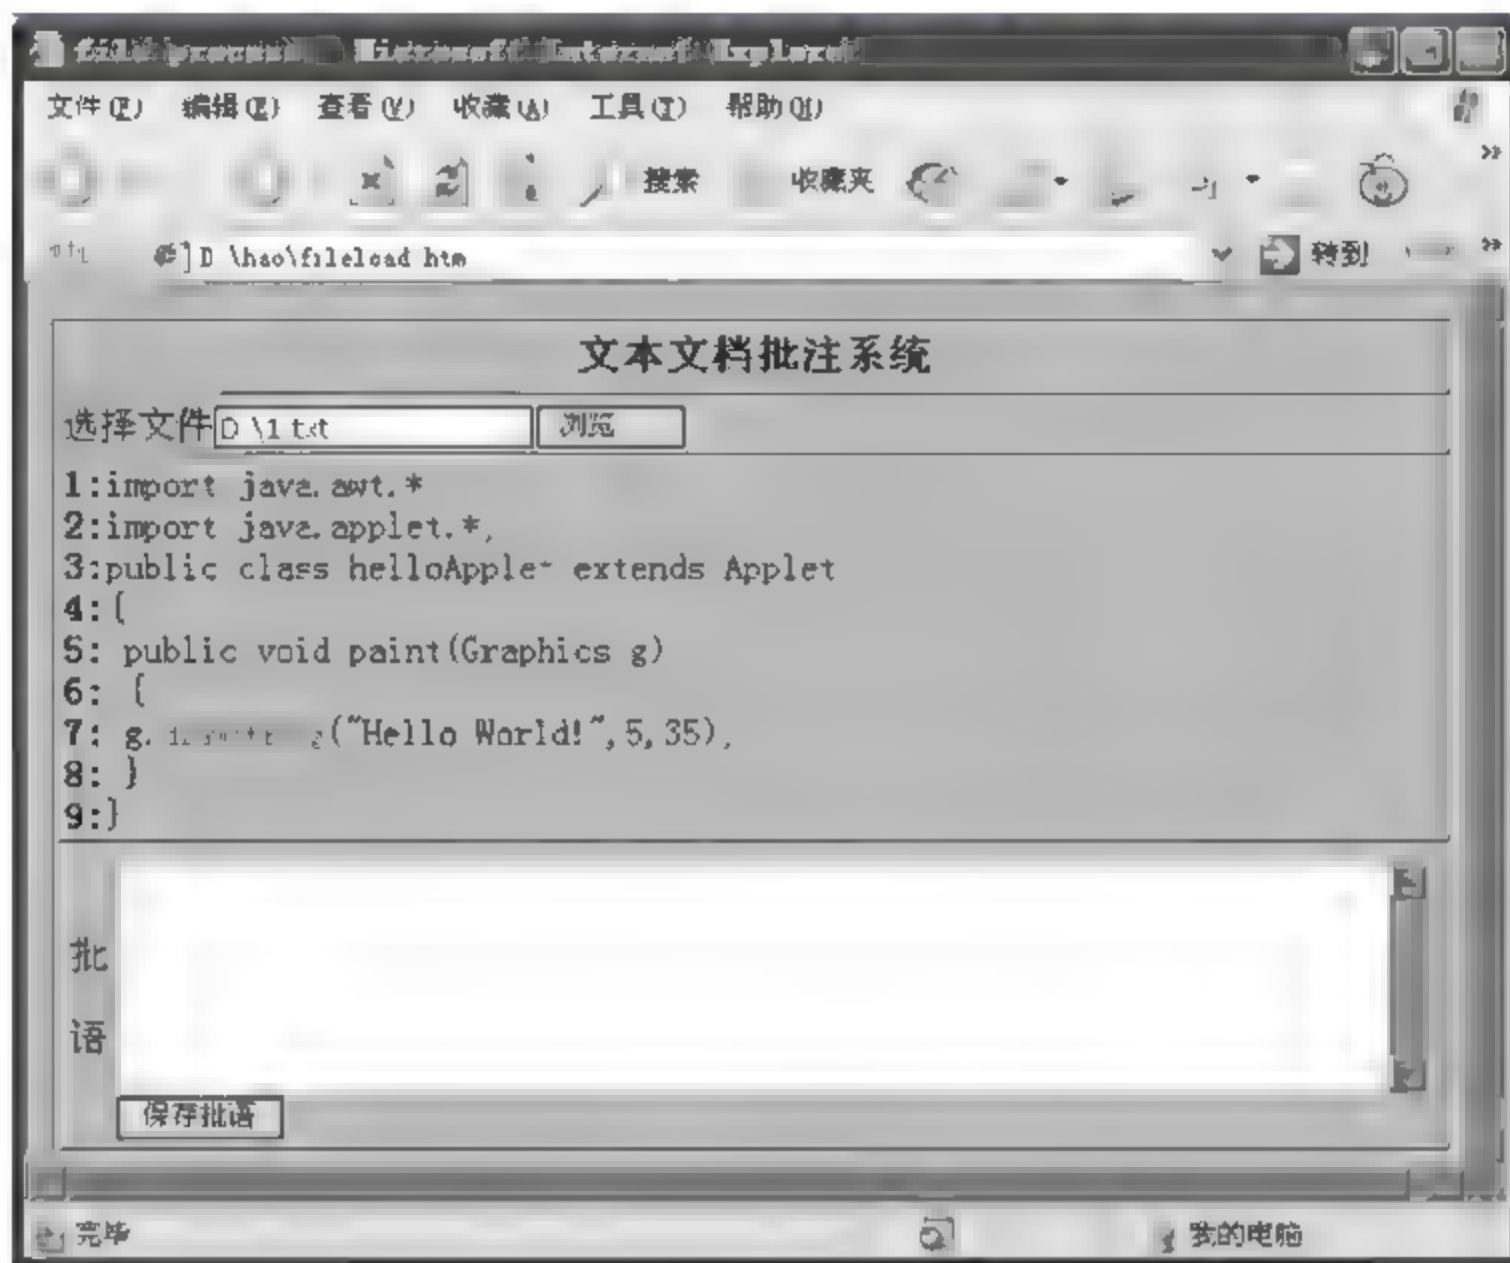 Microsoft Internet Explorer
文件(F) 编辑(E) 查看(V) 收藏(A) 工具(T) 帮助(H)
搜索 收藏夹
D \hao\fileload htm 转到
文本文档批注系统
选择文件 D \1 txt 浏览
1:import java.awt.*
2:import java.applet.*,
3:public class helloApplet extends Applet
4:{
5: public void paint(Graphics g)
6: {
7: g. ("Hello World!",5,35),
8: }
9:}
批
语
保存批语
完毕 我的电脑